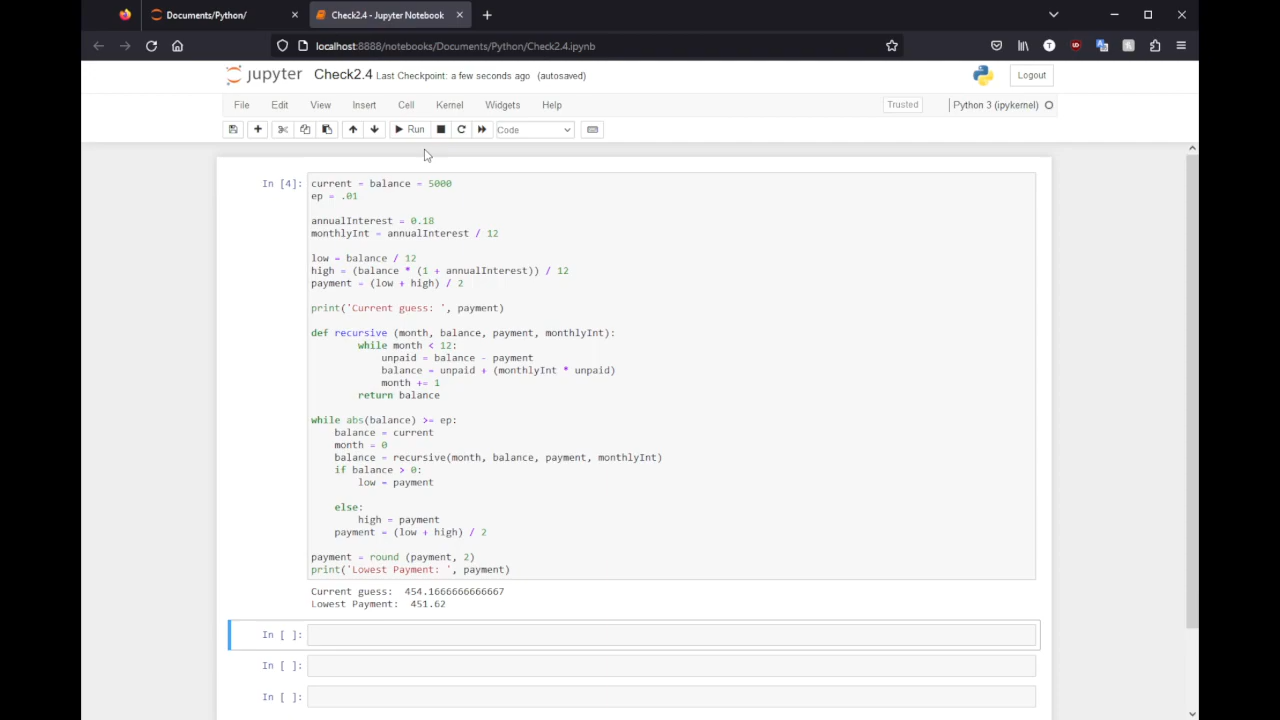 Documents/Python/
Check2.4 - Jupyter Notebook
localhost:8888/notebooks/Documents/Python/Check2.4.ipynb
jupyter Check2.4 Last Checkpoint: a few seconds ago (autosaved)
Logout
File Edit View Insert Cell Kernel Widgets Help
Trusted
Python 3 (ipykernel)
Run
Code
In [4]:
current = balance = 5000
ep = .01
annualInterest = 0.18
monthlyInt = annualInterest / 12
low = balance / 12
high = (balance * (1 + annualInterest)) / 12
payment = (low + high) / 2
print('Current guess: ', payment)
def recursive (month, balance, payment, monthlyInt):
while month < 12:
unpaid = balance - payment
balance = unpaid + (monthlyInt * unpaid)
month += 1
return balance
while abs(balance) >= ep:
balance = current
month = 0
balance = recursive(month, balance, payment, monthlyInt)
if balance > 0:
low = payment
else:
high = payment
payment = (low + high) / 2
payment = round (payment, 2)
print('Lowest Payment: ', payment)
Current guess:  454.1666666666667
Lowest Payment:  451.62
In [ ]:
In [ ]:
In [ ]: